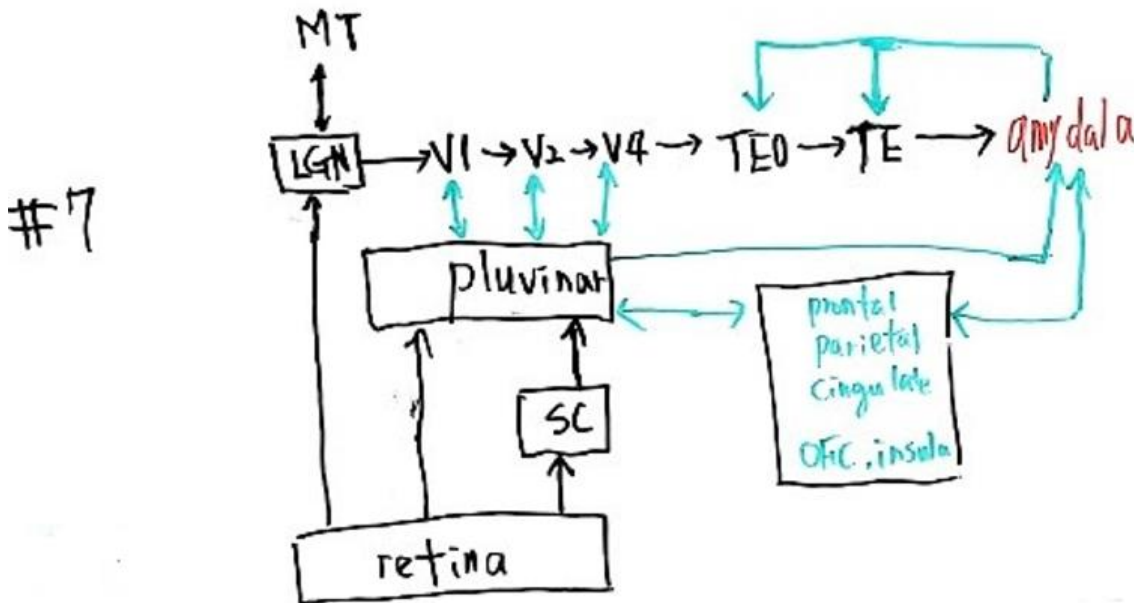 MT
LGN V1 V2 V4 TEO TE amydala
#7
pluvinar
prontal
parietal
cingulate
OFC, insula
SC
retina